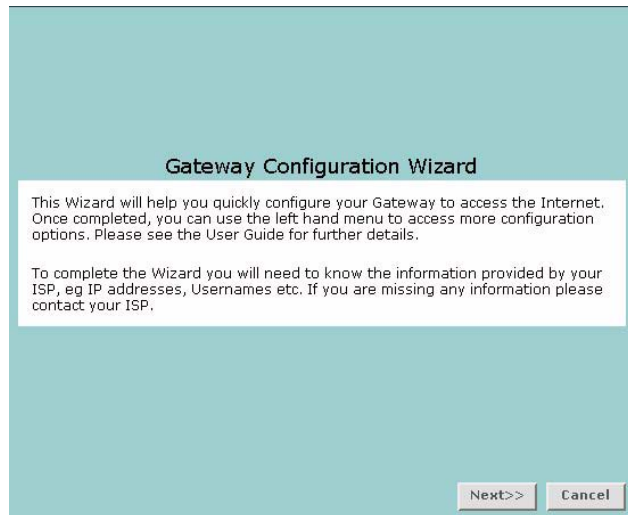 Gateway Configuration Wizard
This Wizard will help you quickly configure your Gateway to access the Internet.
Once completed, you can use the left hand menu to access more configuration
options. Please see the User Guide for further details.
To complete the Wizard you will need to know the information provided by your
ISP, eg IP addresses, Usernames etc. If you are missing any information please
contact your ISP.
Next>> Cancel